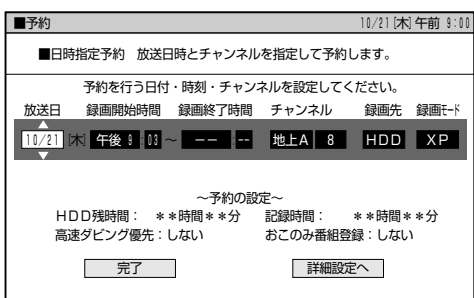 ■予約 10/21[木]午前 9:00
■日時指定予約 放送日時とチャンネルを指定して予約します。
予約を行う日付・時刻・チャンネルを設定してください。
放送日 録画開始時間 録画終了時間 チャンネル 録画先 録画モード
10/21 [木] 午後 9:03 ～ －－:-- 地上A 8 HDD XP
～予約の設定～
HDD残時間： ＊＊時間＊＊分 記録時間： ＊＊時間＊＊分
高速ダビング優先：しない おこのみ番組登録：しない
完了 詳細設定へ